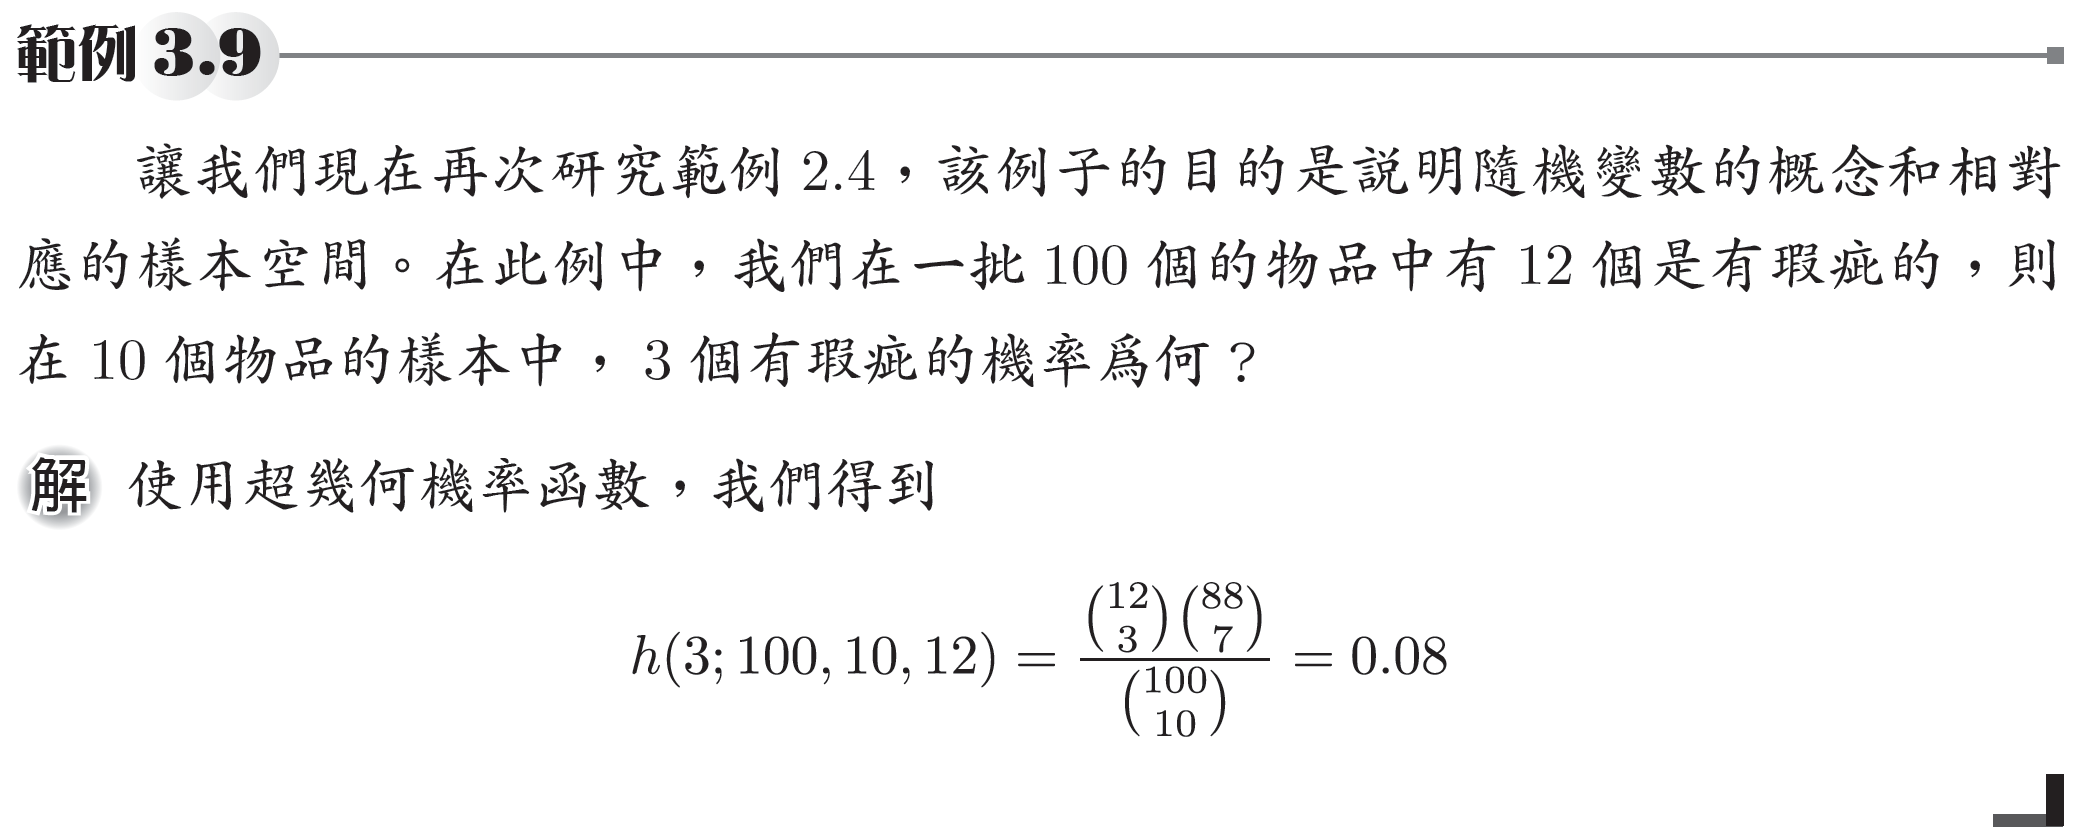 範例 3.9
讓我們現在再次研究範例 2.4，該例子的目的是説明隨機變數的概念和相對
應的樣本空間。在此例中，我們在一批 100 個的物品中有 12 個是有瑕疵的，則
在 10 個物品的樣本中， 3 個有瑕疵的機率為何？
解 使用超幾何機率函數，我們得到
h(3; 100, 10, 12) = \frac{\binom{12}{3}\binom{88}{7}}{\binom{100}{10}} = 0.08